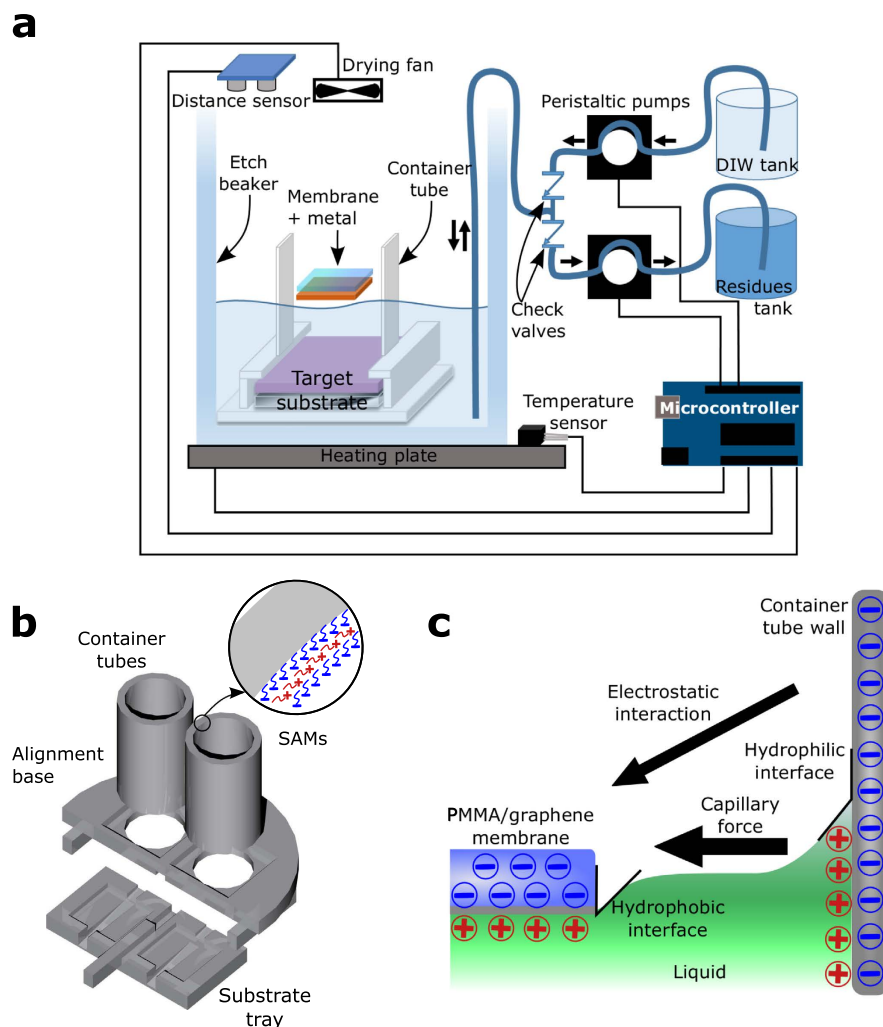 a
Drying fan
Distance sensor
Peristaltic pumps
DIW tank
Etch
beaker
Container
tube
Membrane
+ metal
Check
valves
Residues
tank
Target
substrate
Temperature
sensor
Microcontroller
Heating plate
b
Container
tubes
SAMs
Alignment
base
Substrate
tray
c
Container
tube wall
Electrostatic
interaction
Hydrophilic
interface
Capillary
force
PMMA/graphene
membrane
Hydrophobic
interface
Liquid